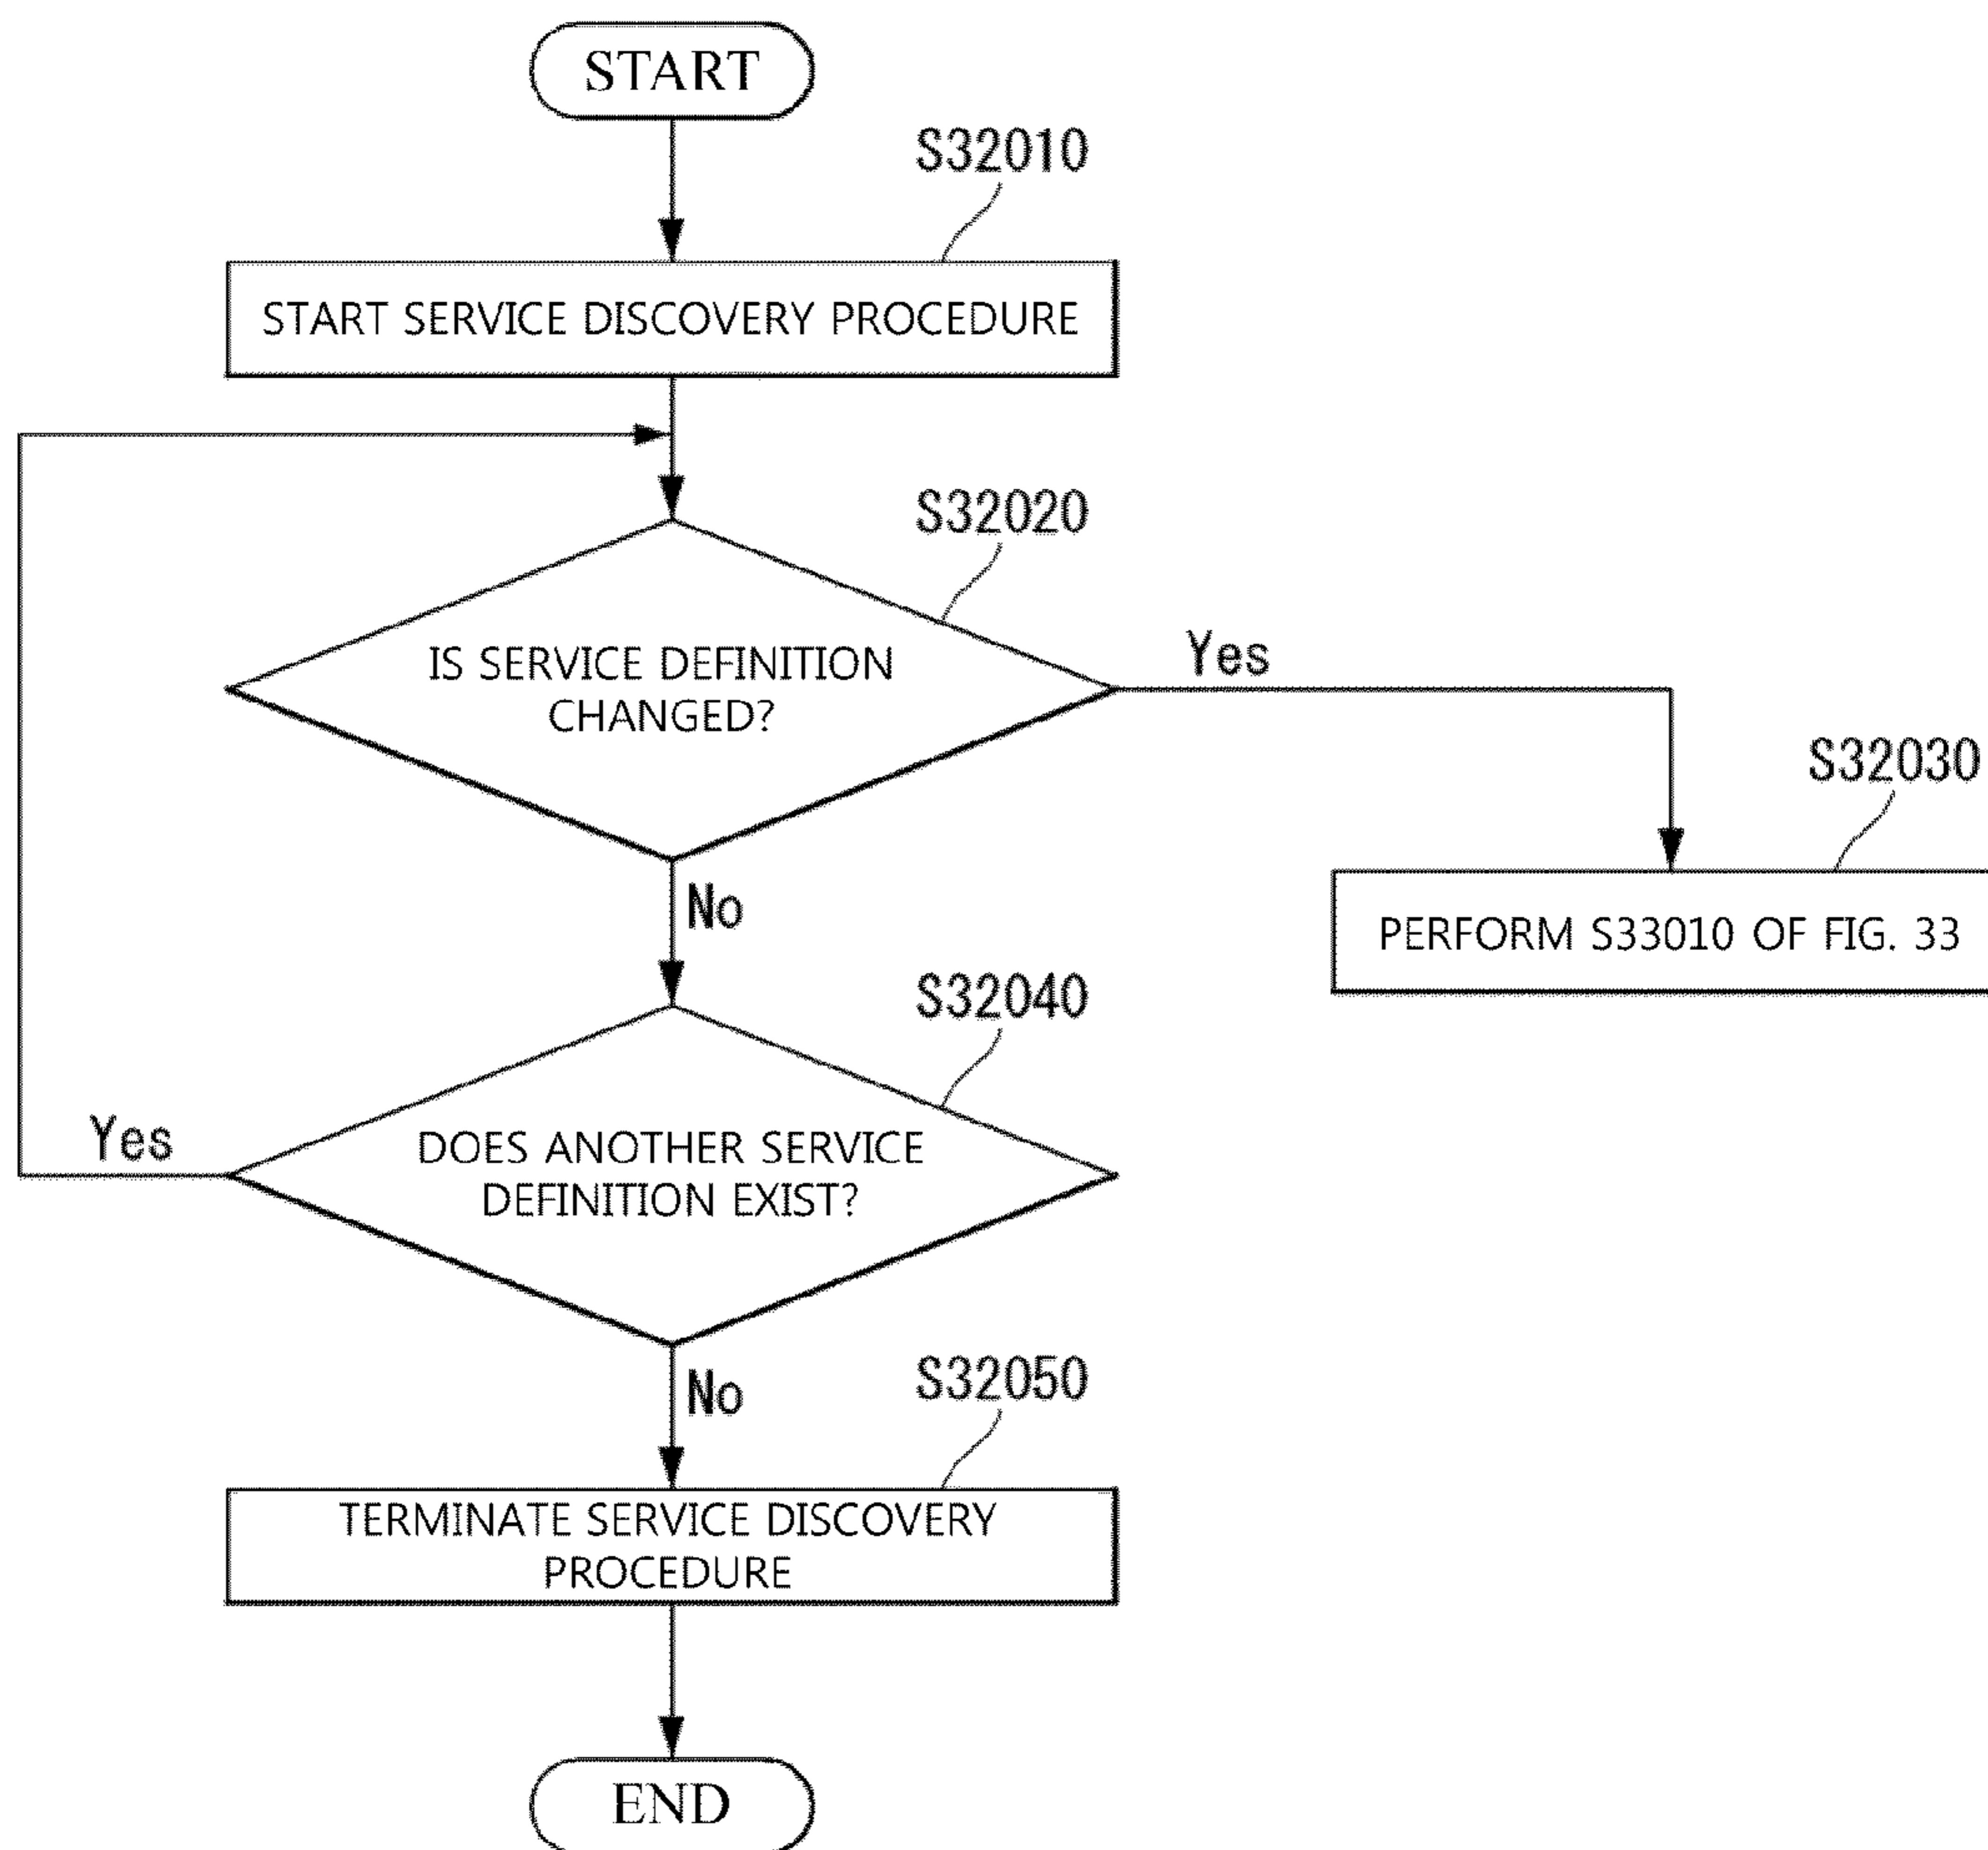 START
S32010
START SERVICE DISCOVERY PROCEDURE
S32020
IS SERVICE DEFINITION
CHANGED?
Yes
S32030
PERFORM S33010 OF FIG. 33
No
S32040
DOES ANOTHER SERVICE
DEFINITION EXIST?
Yes
No
S32050
TERMINATE SERVICE DISCOVERY
PROCEDURE
END